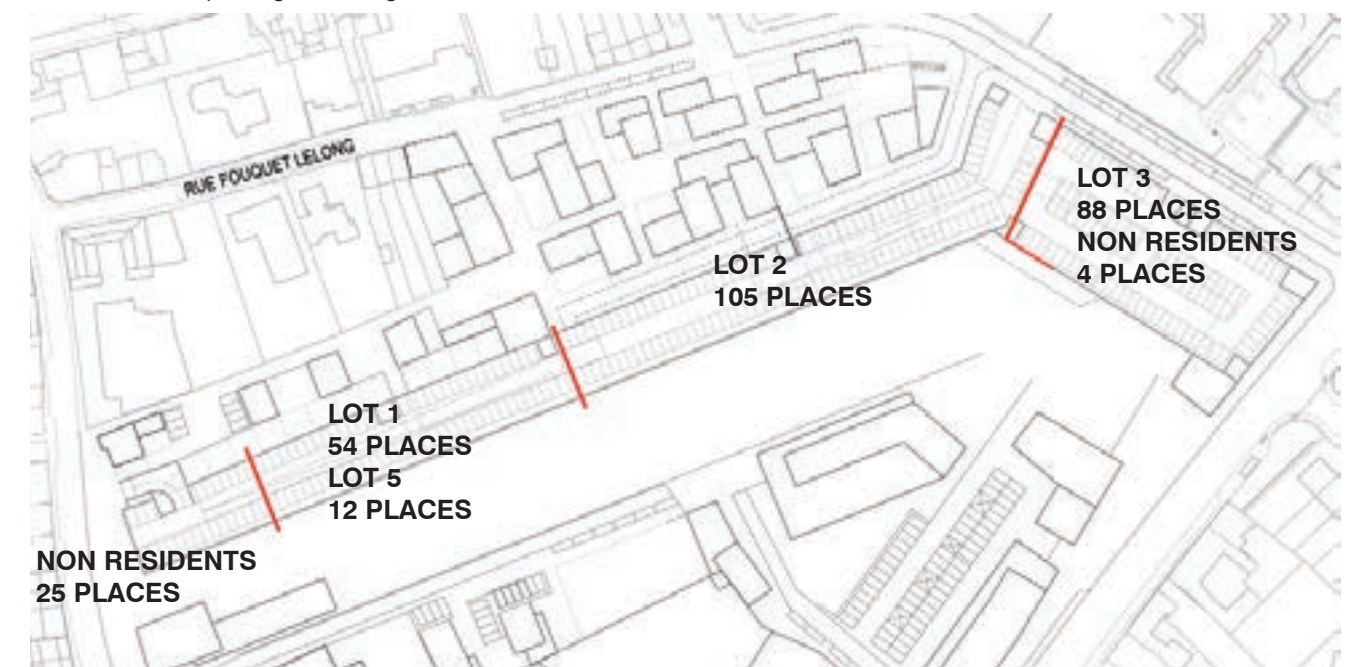 RUE FOUQUET LELONG
LOT 3
88 PLACES
NON RESIDENTS
4 PLACES
LOT 2
105 PLACES
LOT 1
54 PLACES
LOT 5
12 PLACES
NON RESIDENTS
25 PLACES